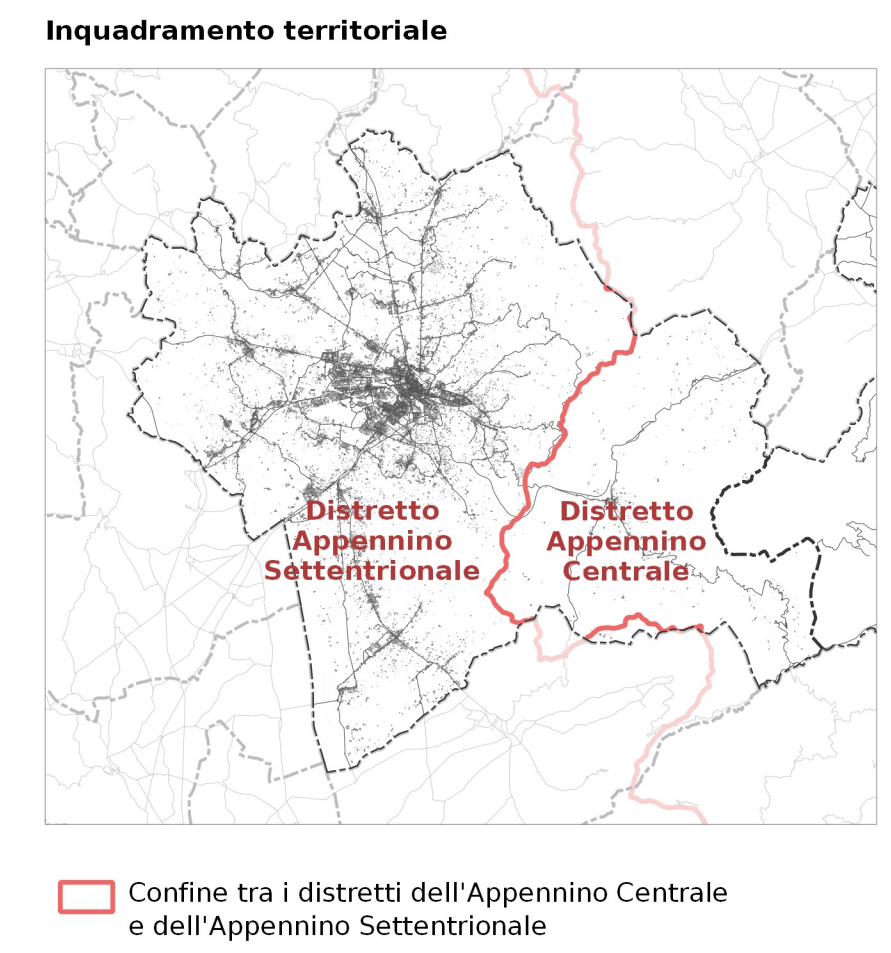 Inquadramento territoriale
Distretto
Appennino
Settentrionale
Distretto
Appennino
Centrale
Confine tra i distretti dell'Appennino Centrale
e dell'Appennino Settentrionale